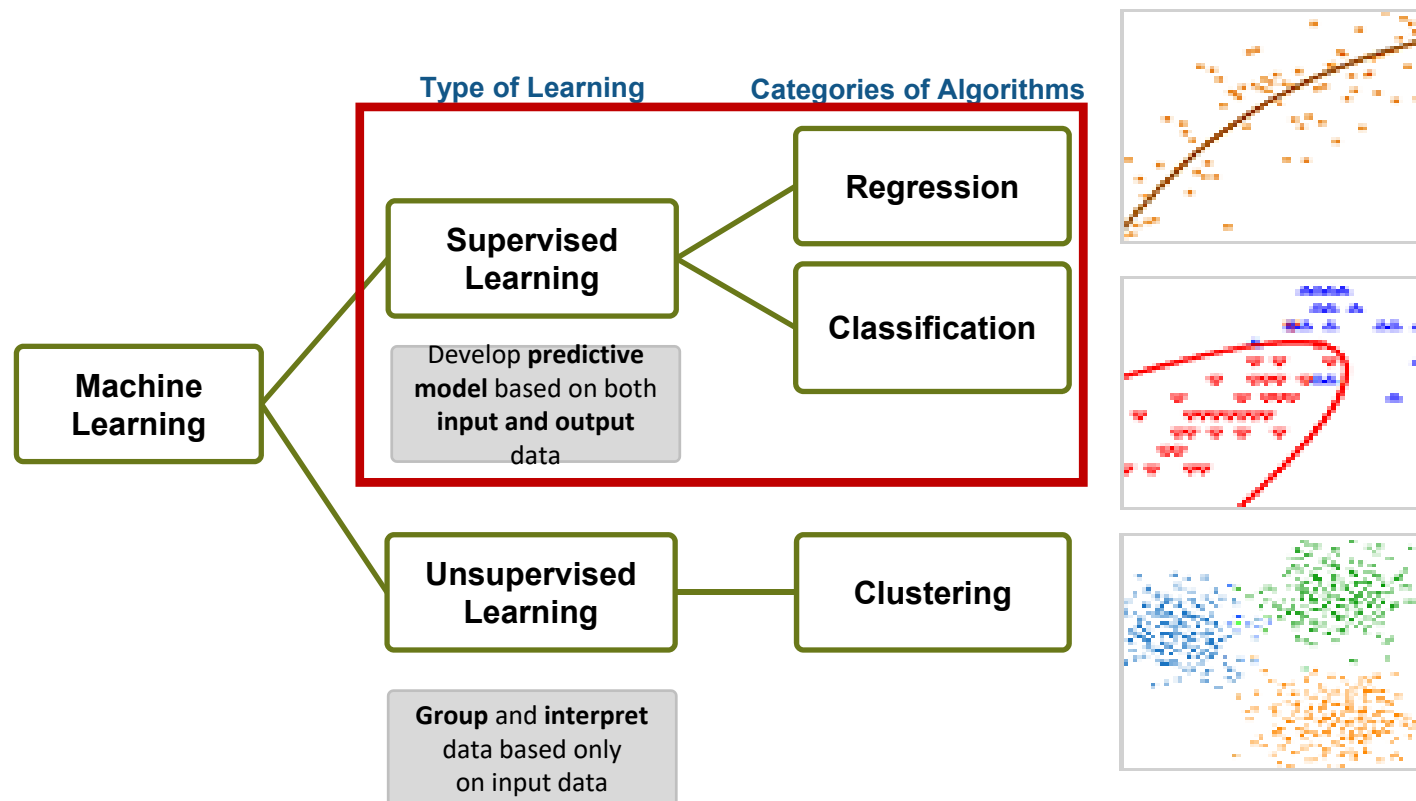 Type of Learning
Categories of Algorithms
Regression
Supervised
Learning
Classification
Develop predictive
model based on both
input and output
data
Machine
Learning
Unsupervised
Learning
Clustering
Group and interpret
data based only
on input data